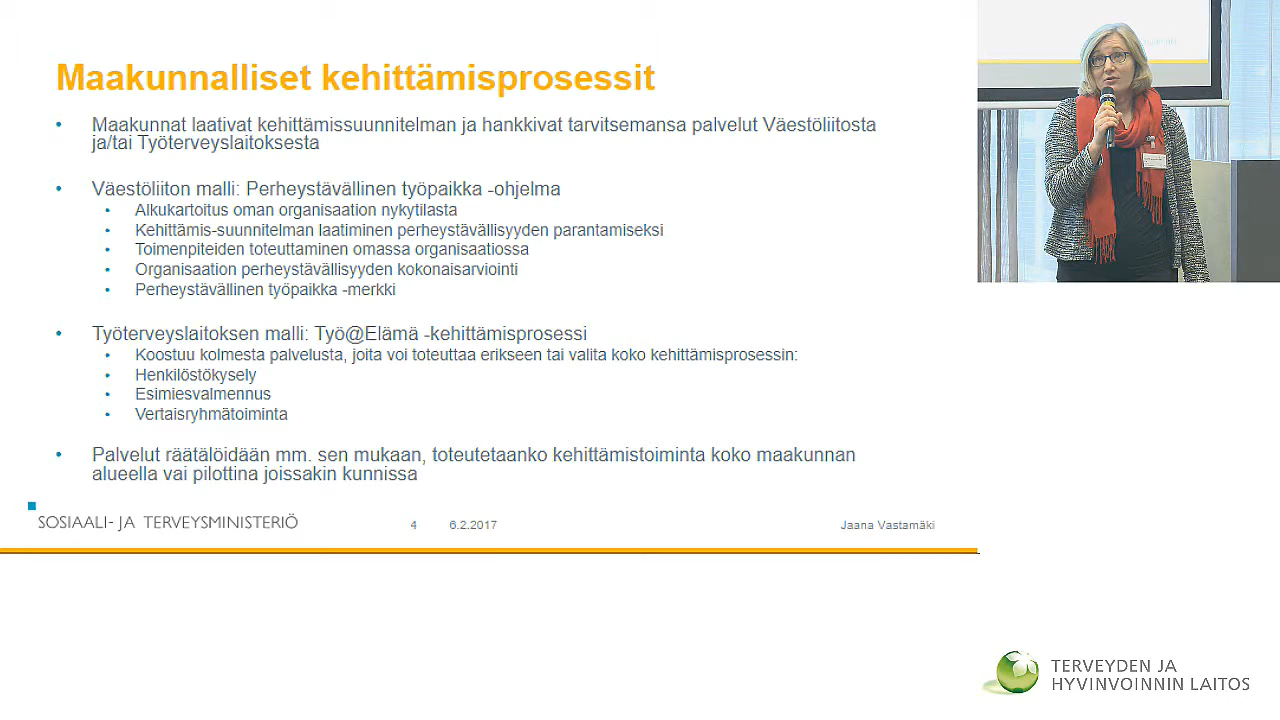 Maakunnalliset kehittämisprosessit
• Maakunnat laativat kehittämissuunnitelman ja hankkivat tarvitsemansa palvelut Väestöliitosta
ja/tai Työterveyslaitoksesta
• Väestöliiton malli: Perheystävällinen työpaikka -ohjelma
• Alkukartoitus oman organisaation nykytilasta
• Kehittämis-suunnitelman laatiminen perheystävällisyyden parantamiseksi
• Toimenpiteiden toteuttaminen omassa organisaatiossa
• Organisaation perheystävällisyyden kokonaisarviointi
• Perheystävällinen työpaikka -merkki
• Työterveyslaitoksen malli: Työ@Elämä -kehittämisprosessi
• Koostuu kolmesta palvelusta, joita voi toteuttaa erikseen tai valita koko kehittämisprosessin:
• Henkilöstökysely
• Esimiesvalmennus
• Vertaisryhmätoiminta
• Palvelut räätälöidään mm. sen mukaan, toteutetaanko kehittämistoiminta koko maakunnan
alueella vai pilottina joissakin kunnissa
SOSIAALI- JA TERVEYSMINISTERIÖ 4 6.2.2017 Jaana Vastamäki
TERVEYDEN JA
HYVINVOINNIN LAITOS